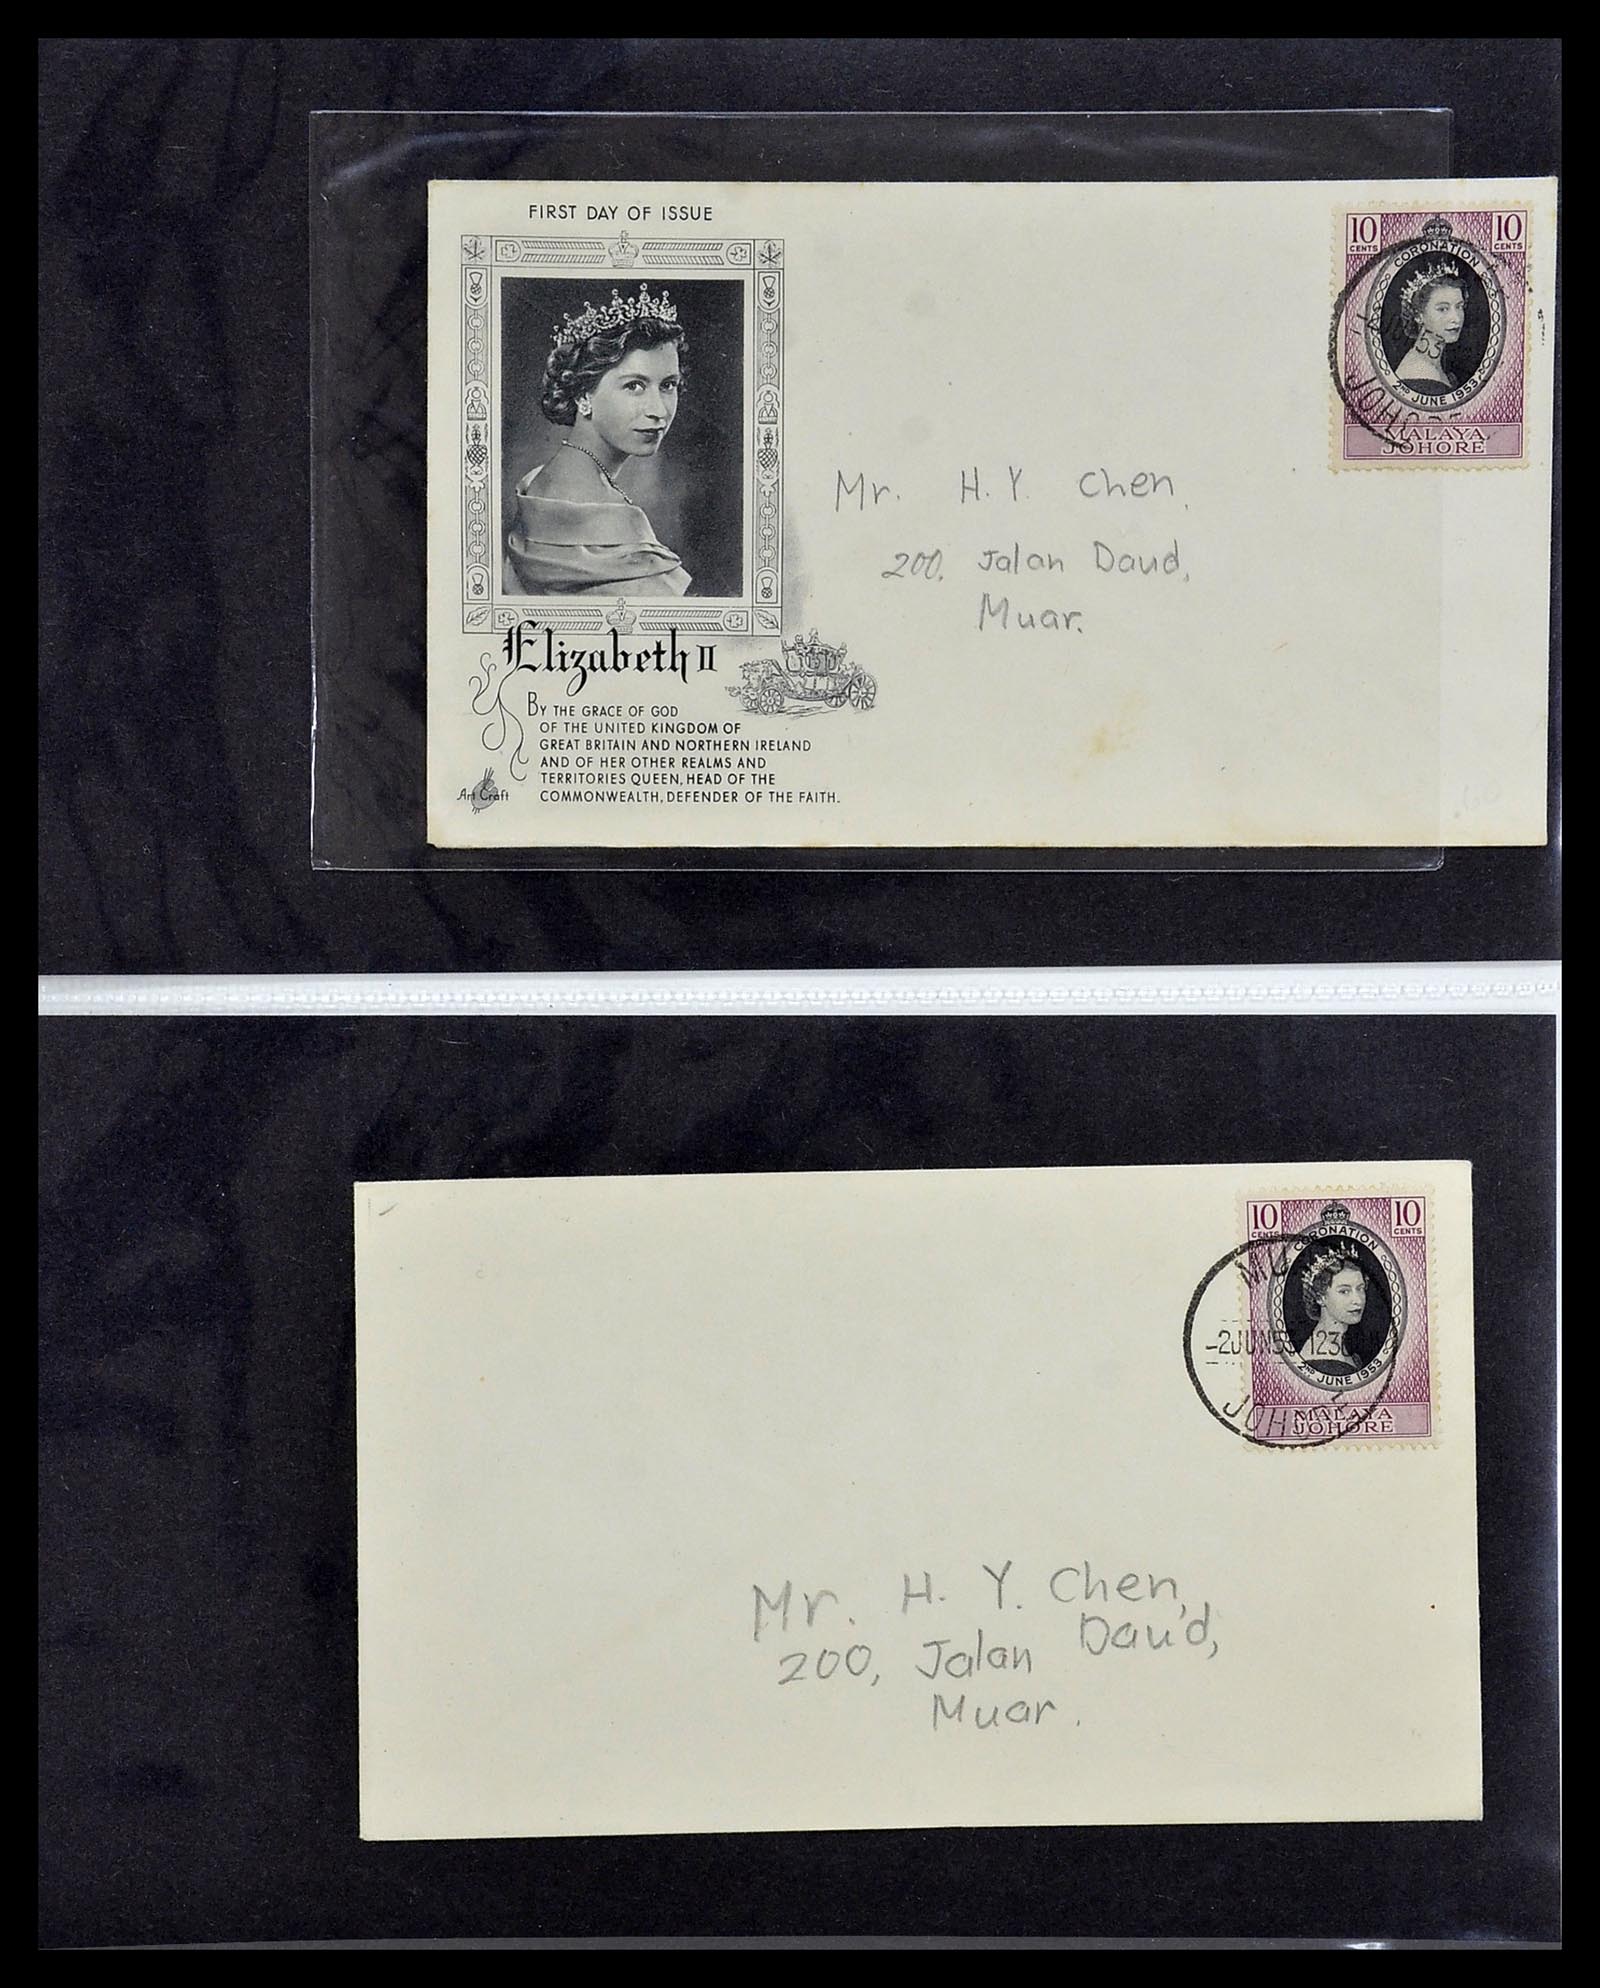 FIRST DAY OF ISSUE
10 10
CENTS CENTS
CORONATION
2ND JUNE 1953
MALAYA
JOHORE
Mr. H. Y. Chen,
200, Jalan Daud,
Muar.
Elizabeth II
BY THE GRACE OF GOD
OF THE UNITED KINGDOM OF
GREAT BRITAIN AND NORTHERN IRELAND
AND OF HER OTHER REALMS AND
TERRITORIES QUEEN, HEAD OF THE
COMMONWEALTH, DEFENDER OF THE FAITH.
Art Craft
10 10
CENTS CENTS
CORONATION
2ND JUNE 1953
MALAYA
JOHORE
-2JUN53
Mr. H. Y. Chen,
200, Jalan Dau'd,
Muar.